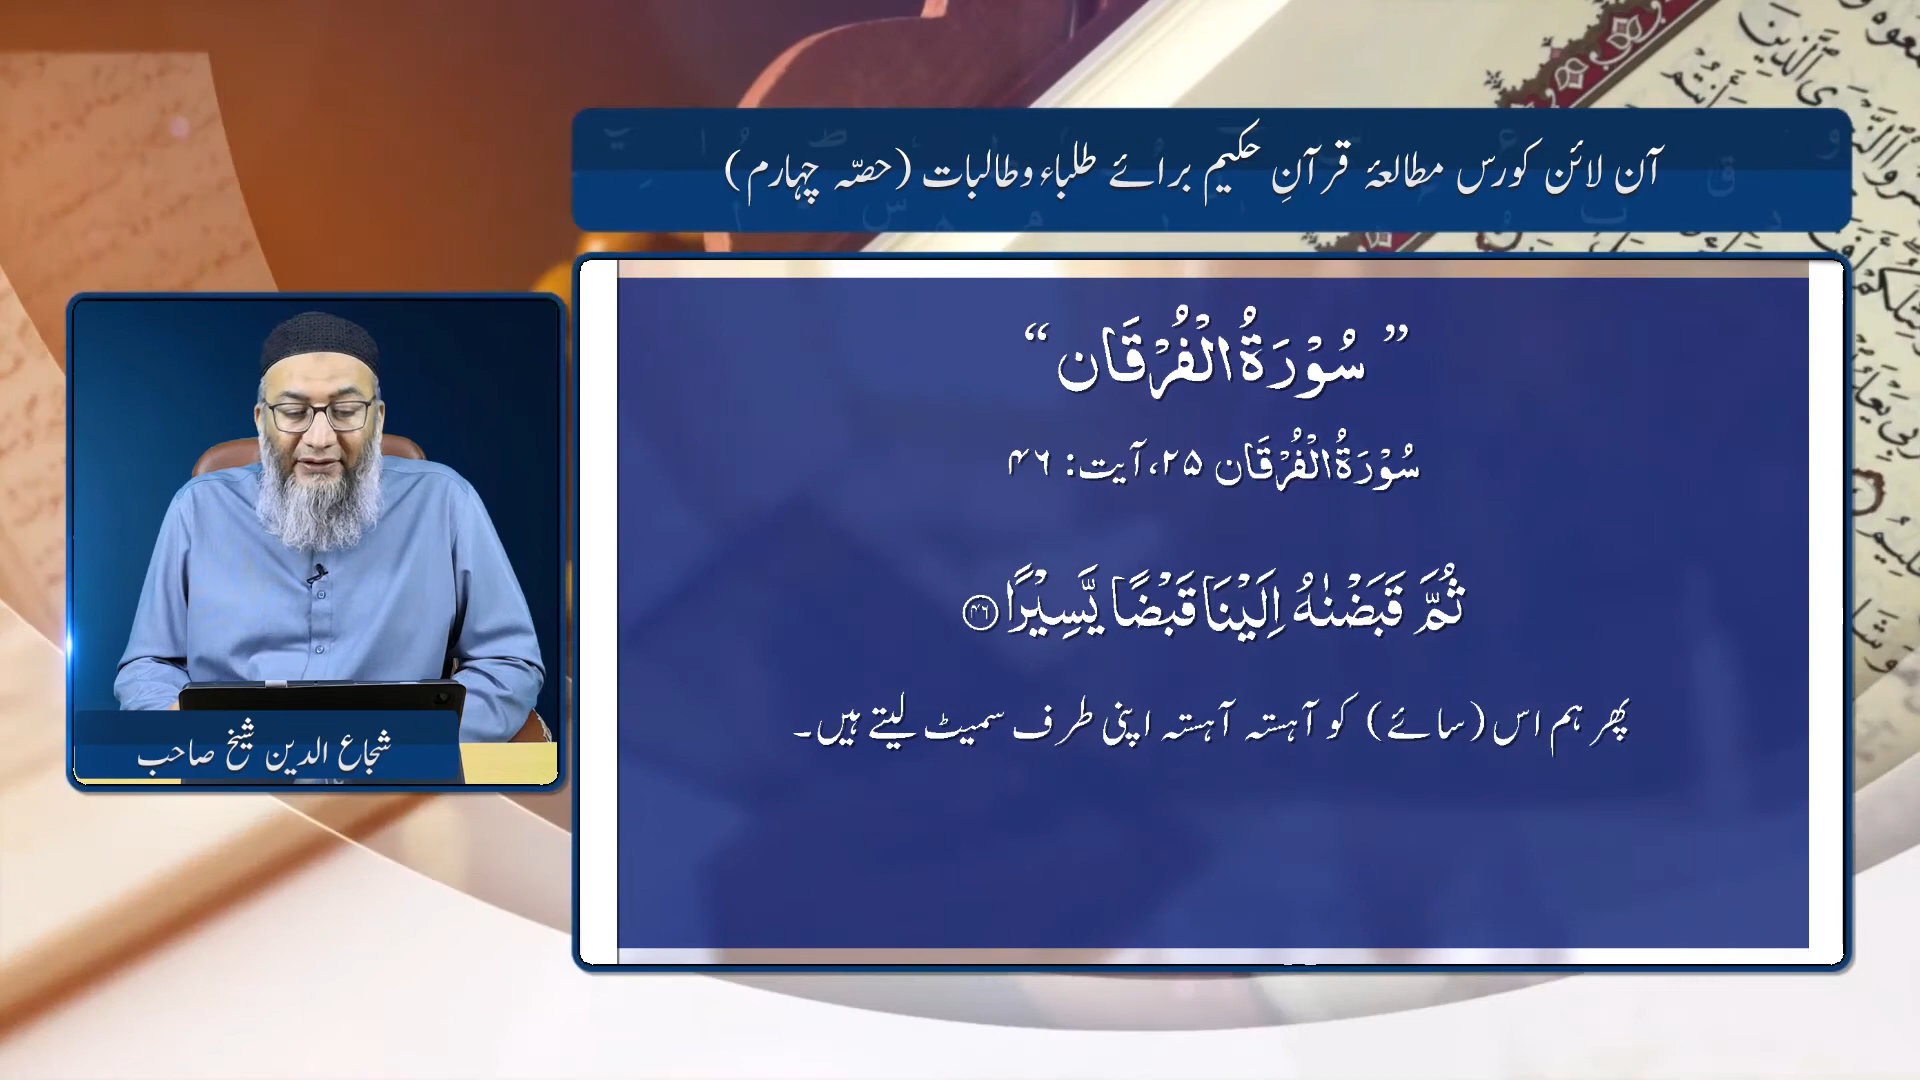 آن لائن کورس مطالعۂ قرآنِ حکیم برائے طلباء وطالبات (حصّہ چہارم)
” سُوْرَۃُ الْفُرْقَان “
سُوْرَۃُ الْفُرْقَان ۲۵، آیت: ۴۶
ثُمَّ قَبَضْنٰهُ اِلَيْنَا قَبْضًا يَّسِيْرًا ۴۶
پھر ہم اس (سائے) کو آہستہ آہستہ اپنی طرف سمیٹ لیتے ہیں۔
شجاع الدین شیخ صاحب